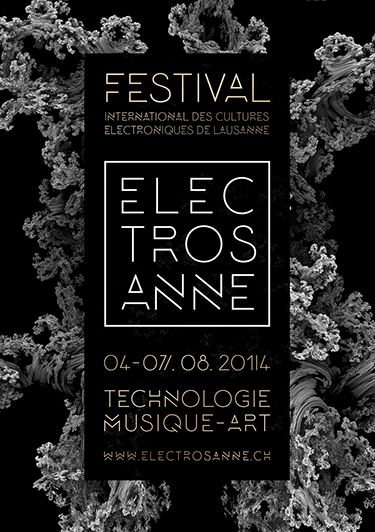 FESTIVAL
INTERNATIONAL DES CULTURES
ELECTRONIQUES DE LAUSANNE
ELEC
TROS
ANNE
04-07. 08. 2014
TECHNOLOGIE
MUSIQUE-ART
WWW.ELECTROSANNE.CH